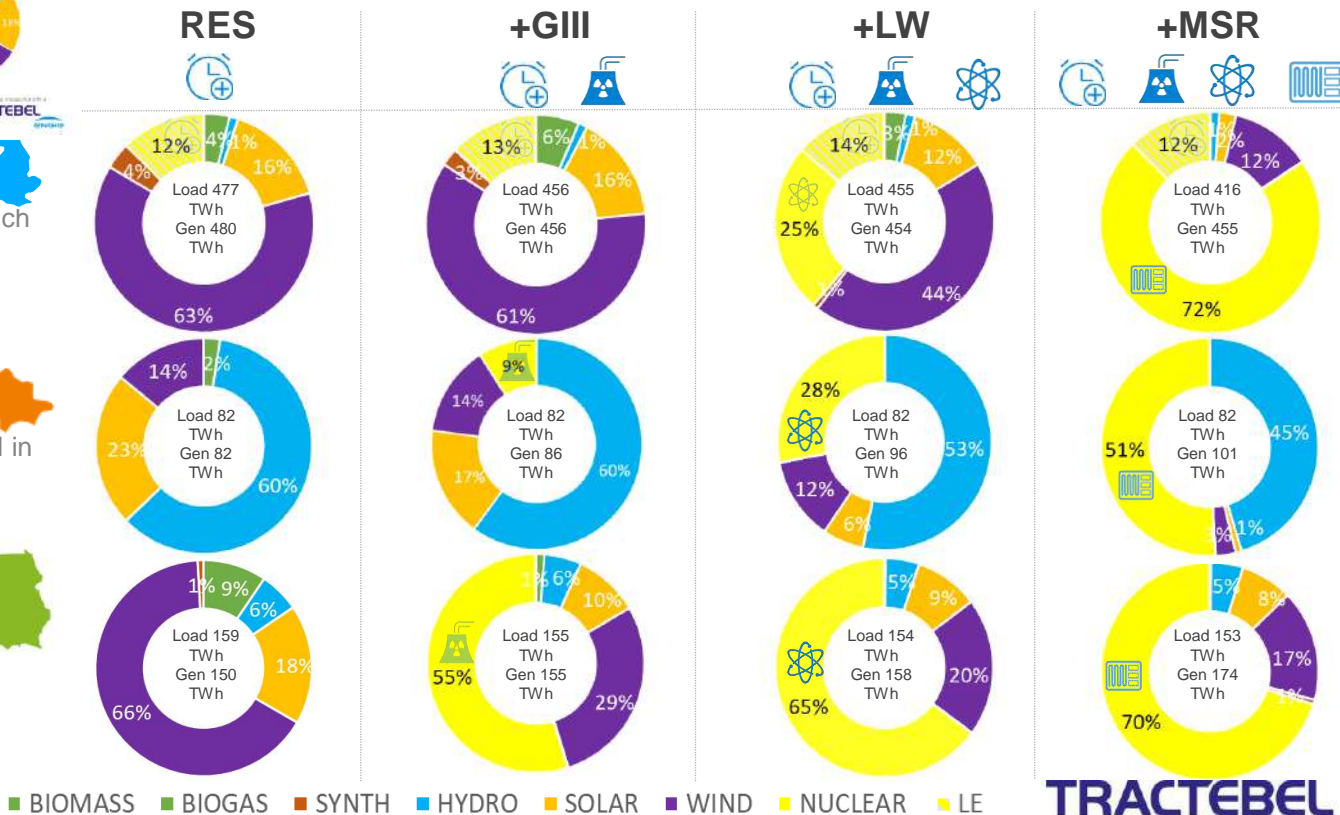 RES
+GIII
+LW
+MSR
TEBEL
ch
l in
12%
4%
1%
16%
4%
63%
Load 477
TWh
Gen 480
TWh
13%
6%
1%
16%
3%
61%
Load 456
TWh
Gen 456
TWh
14%
3%
1%
12%
25%
44%
Load 455
TWh
Gen 454
TWh
12%
1%
2%
12%
72%
Load 416
TWh
Gen 455
TWh
14%
2%
23%
60%
Load 82
TWh
Gen 82
TWh
9%
14%
17%
60%
Load 82
TWh
Gen 86
TWh
28%
53%
12%
6%
Load 82
TWh
Gen 96
TWh
51%
45%
1%
Load 82
TWh
Gen 101
TWh
1%
9%
6%
18%
66%
Load 159
TWh
Gen 150
TWh
1%
6%
10%
55%
29%
Load 155
TWh
Gen 155
TWh
5%
9%
20%
65%
Load 154
TWh
Gen 158
TWh
5%
8%
17%
1%
70%
Load 153
TWh
Gen 174
TWh
BIOMASS BIOGAS SYNTH HYDRO SOLAR WIND NUCLEAR LE
TRACTEBEL